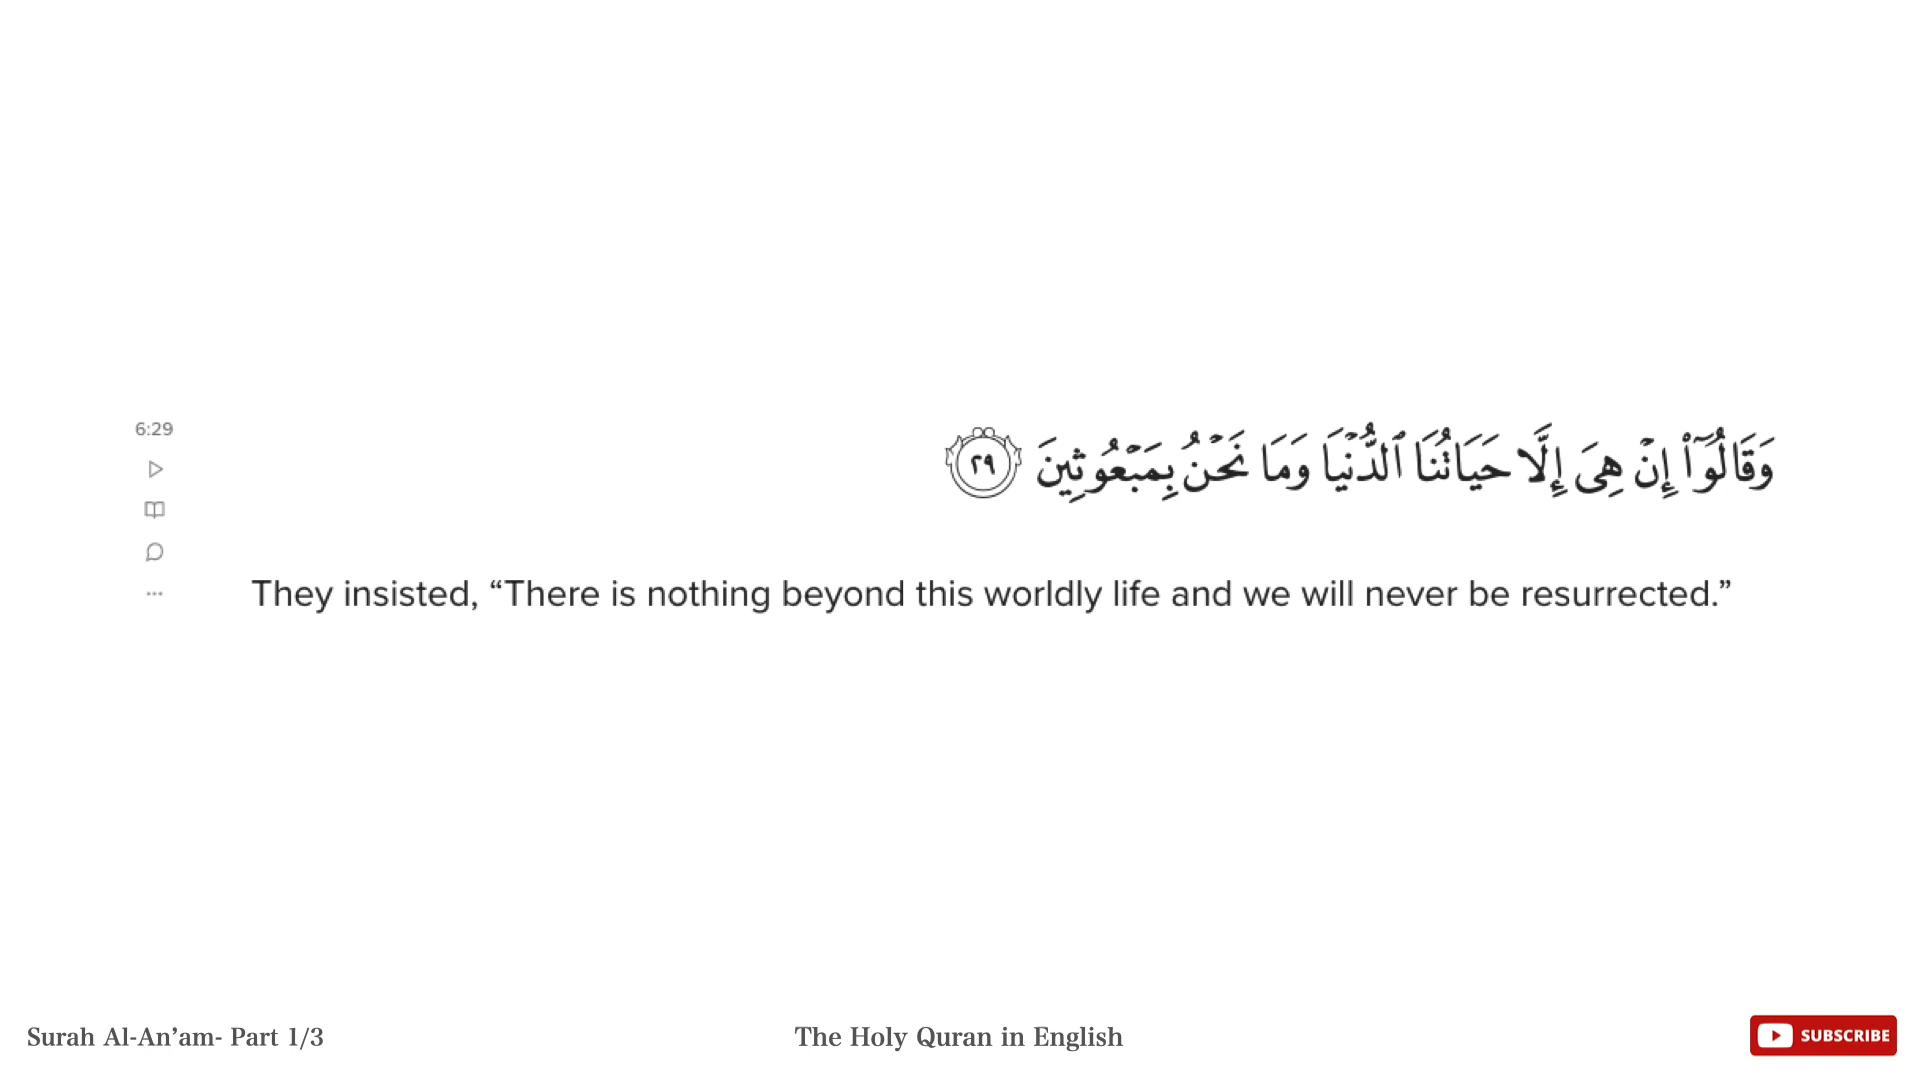 6:29
وَقَالُوٓا۟ إِنْ هِىَ إِلَّا حَيَاتُنَا ٱلدُّنْيَا وَمَا نَحْنُ بِمَبْعُوثِينَ ٢٩
They insisted, “There is nothing beyond this worldly life and we will never be resurrected.”
Surah Al-An’am- Part 1/3
The Holy Quran in English
SUBSCRIBE